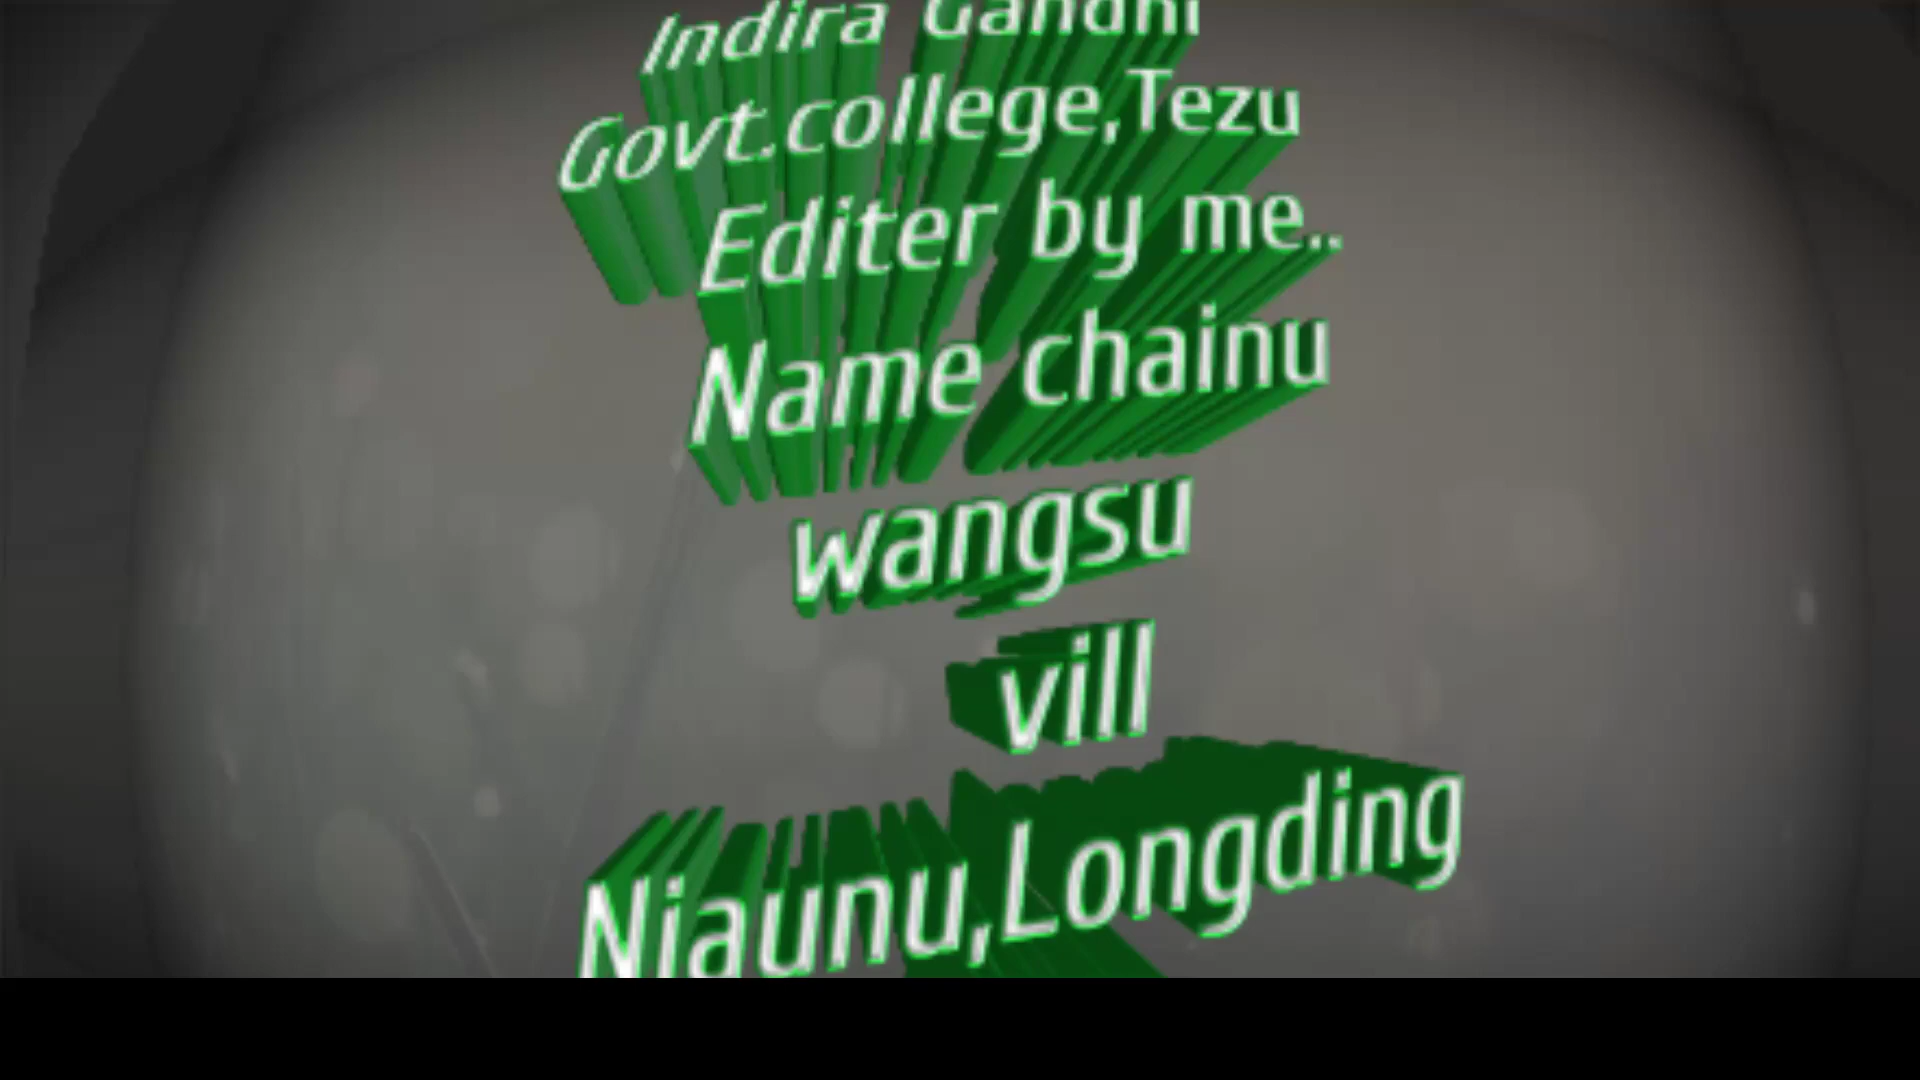 Indira Gandhi
Govt.college,Tezu
Editer by me..
Name chainu
wangsu
vill
Niaunu,Longding